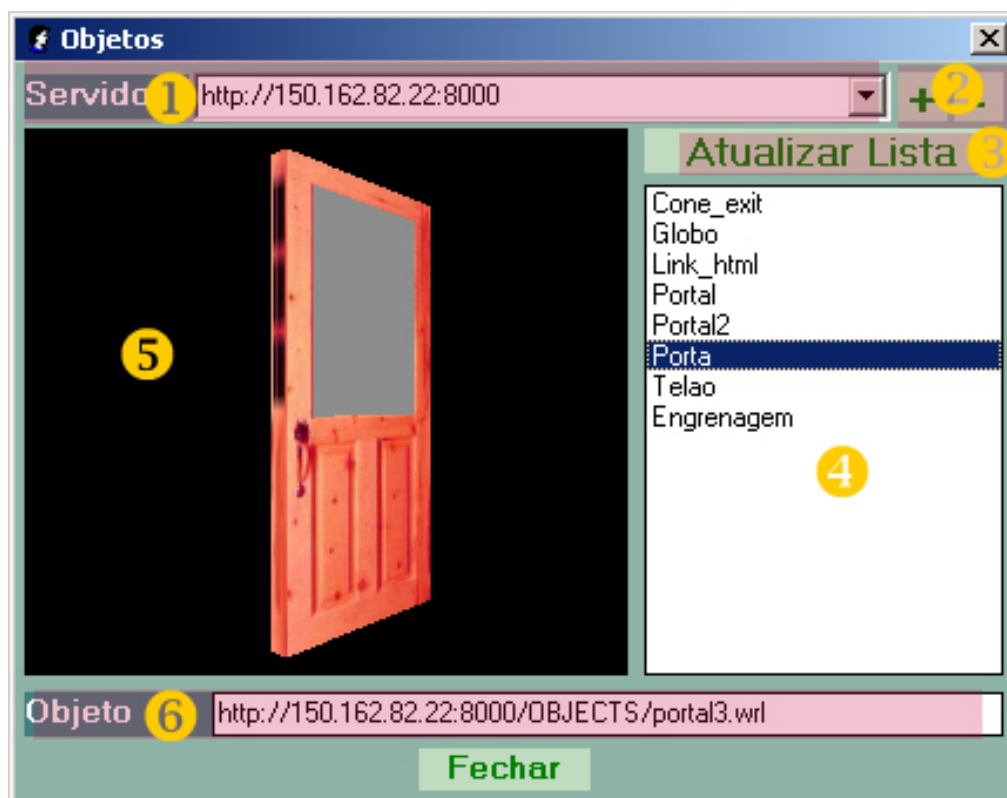 Objetos
Servido 1 http://150.162.82.22:8000 + 2 -
Atualizar Lista 3
Cone_exit
Globo
Link_html
Portal
Portal2
Porta
Telao
Engrenagem
4
5
Objeto 6 http://150.162.82.22:8000/OBJECTS/portal3.wrl
Fechar